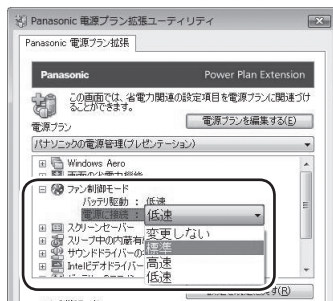 Panasonic 電源プラン拡張ユーティリティ
Panasonic 電源プラン拡張
Panasonic
Power Plan Extension
この画面では、省電力関連の設定項目を電源プランに関連づけ
ることができます。
電源プラン
電源プランを編集する(E)
パナソニックの電源管理(プレゼンテーション)
Windows Aero
画面の
ファン制御モード
バッテリ駆動 : 低速
電源に接続 : 低速
変更しない
標準
高速
低速
スクリーンセーバー
スリープ中の内蔵
サウンドドライバーの
Intelビデオドライバー
(R)